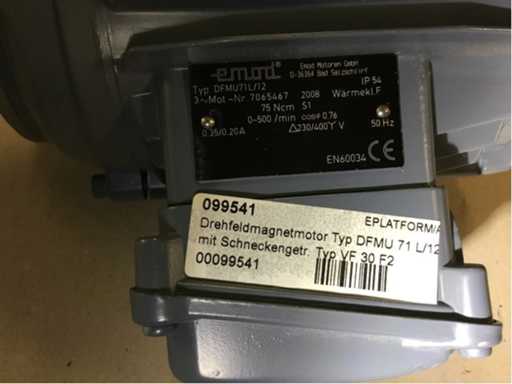 emod®
Emod Motoren GmbH
D-36364 Bad Salzschlirf
Typ DFMU71L/12
IP 54
3~Mot-Nr. 7065467 2008 Wärmekl.F
75 Ncm S1
0-500 /min cosφ 0.76
0.35/0.20A △230/400Y V 50 Hz
EN60034 CE
099541
EPLATFORM/A
Drehfeldmagnetmotor Typ DFMU 71 L/12
mit Schneckengetr. Typ VF 30 F2
00099541